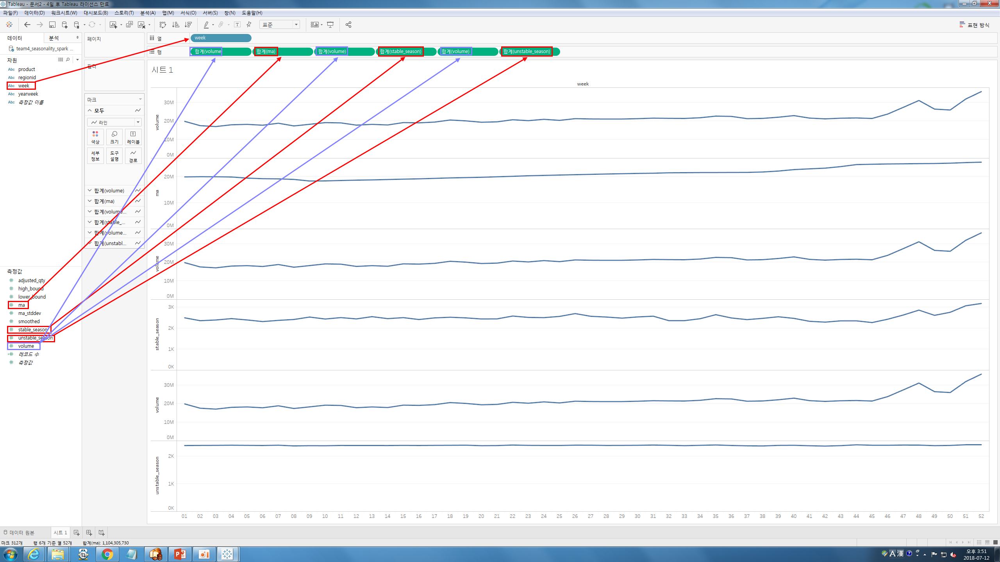 Tableau - 문서2 - 4일 후 Tableau 라이선스 만료
파일(F) 데이터(D) 워크시트(W) 대시보드(B) 스토리(T) 분석(A) 맵(M) 서식(O) 서버(S) 창(N) 도움말(H)
표준
표현 방식
데이터 분석
team4_seasonality_spark ...
차원
Abc product
Abc regionid
Abc week
Abc yearweek
Abc 측정값 이름
측정값
adjusted_qty
high_bound
lower_bound
ma
ma_stddev
smoothed
stable_season
unstable_season
volume
레코드 수
측정값
페이지
필터
마크
모두
라인
색상 크기 레이블
세부 정보 도구 설명 경로
합계(volume)
합계(ma)
합계(volume...
합계(stable_...
합계(volume...
합계(unstabl...
열 week
행 합계(volume 합계(ma) 합계(volume) 합계(stable_season) 합계(volume) 합계(unstable_season)
시트 1
week
volume
30M
20M
10M
0M
ma
20M
10M
0M
volume
30M
20M
10M
0M
stable_season
3K
2K
1K
0K
volume
30M
20M
10M
0M
unstable_season
2K
1K
0K
01 02 03 04 05 06 07 08 09 10 11 12 13 14 15 16 17 18 19 20 21 22 23 24 25 26 27 28 29 30 31 32 33 34 35 36 37 38 39 40 41 42 43 44 45 46 47 48 49 50 51 52
데이터 원본 시트 1
마크 312개 행 6개 기준 열 52개 합계(ma): 1,104,305,730
A 漢
오후 3:51
2018-07-12